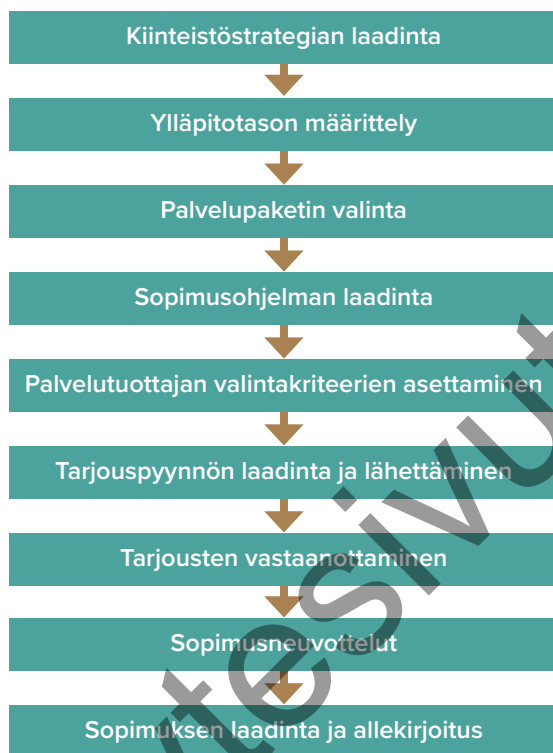 Kiinteistöstrategian laadinta
Ylläpitotason määrittely
Palvelupaketin valinta
Sopimusohjelman laadinta
Palvelutuottajan valintakriteerien asettaminen
Tarjouspyynnön laadinta ja lähettäminen
Tarjousten vastaanottaminen
Sopimusneuvottelut
Sopimuksen laadinta ja allekirjoitus